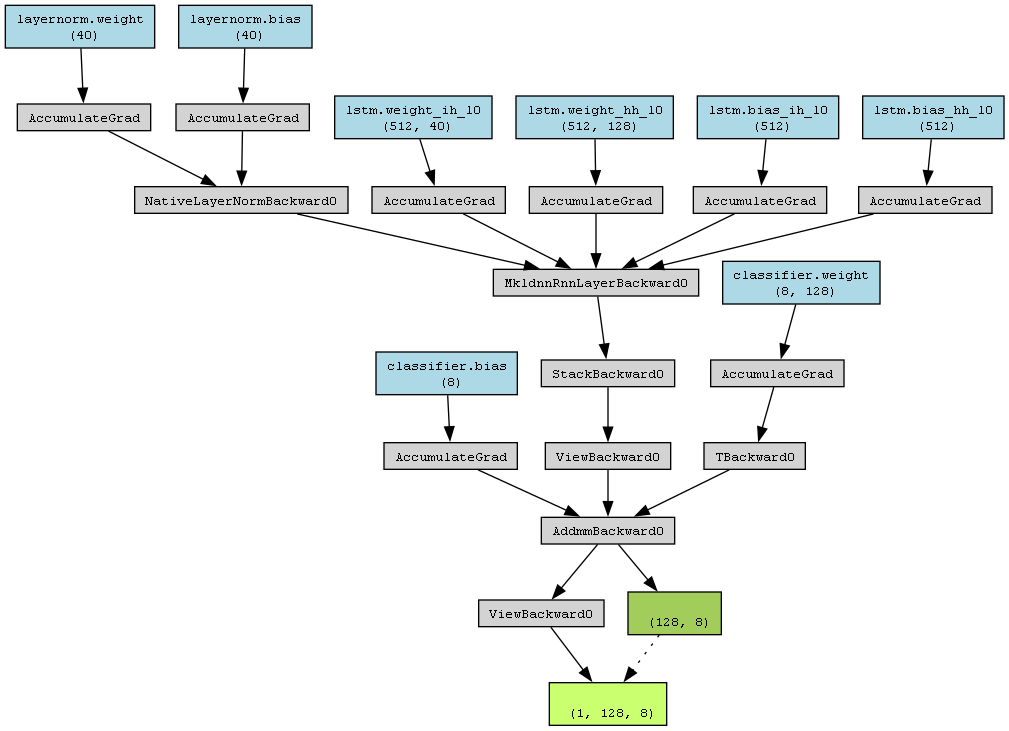 layernorm.weight
(40)
layernorm.bias
(40)
AccumulateGrad
AccumulateGrad
lstm.weight_ih_l0
(512, 40)
lstm.weight_hh_l0
(512, 128)
lstm.bias_ih_l0
(512)
lstm.bias_hh_l0
(512)
NativeLayerNormBackward0
AccumulateGrad
AccumulateGrad
AccumulateGrad
AccumulateGrad
MkldnnRnnLayerBackward0
classifier.weight
(8, 128)
classifier.bias
(8)
StackBackward0
AccumulateGrad
AccumulateGrad
ViewBackward0
TBackward0
AddmmBackward0
ViewBackward0
(128, 8)
(1, 128, 8)